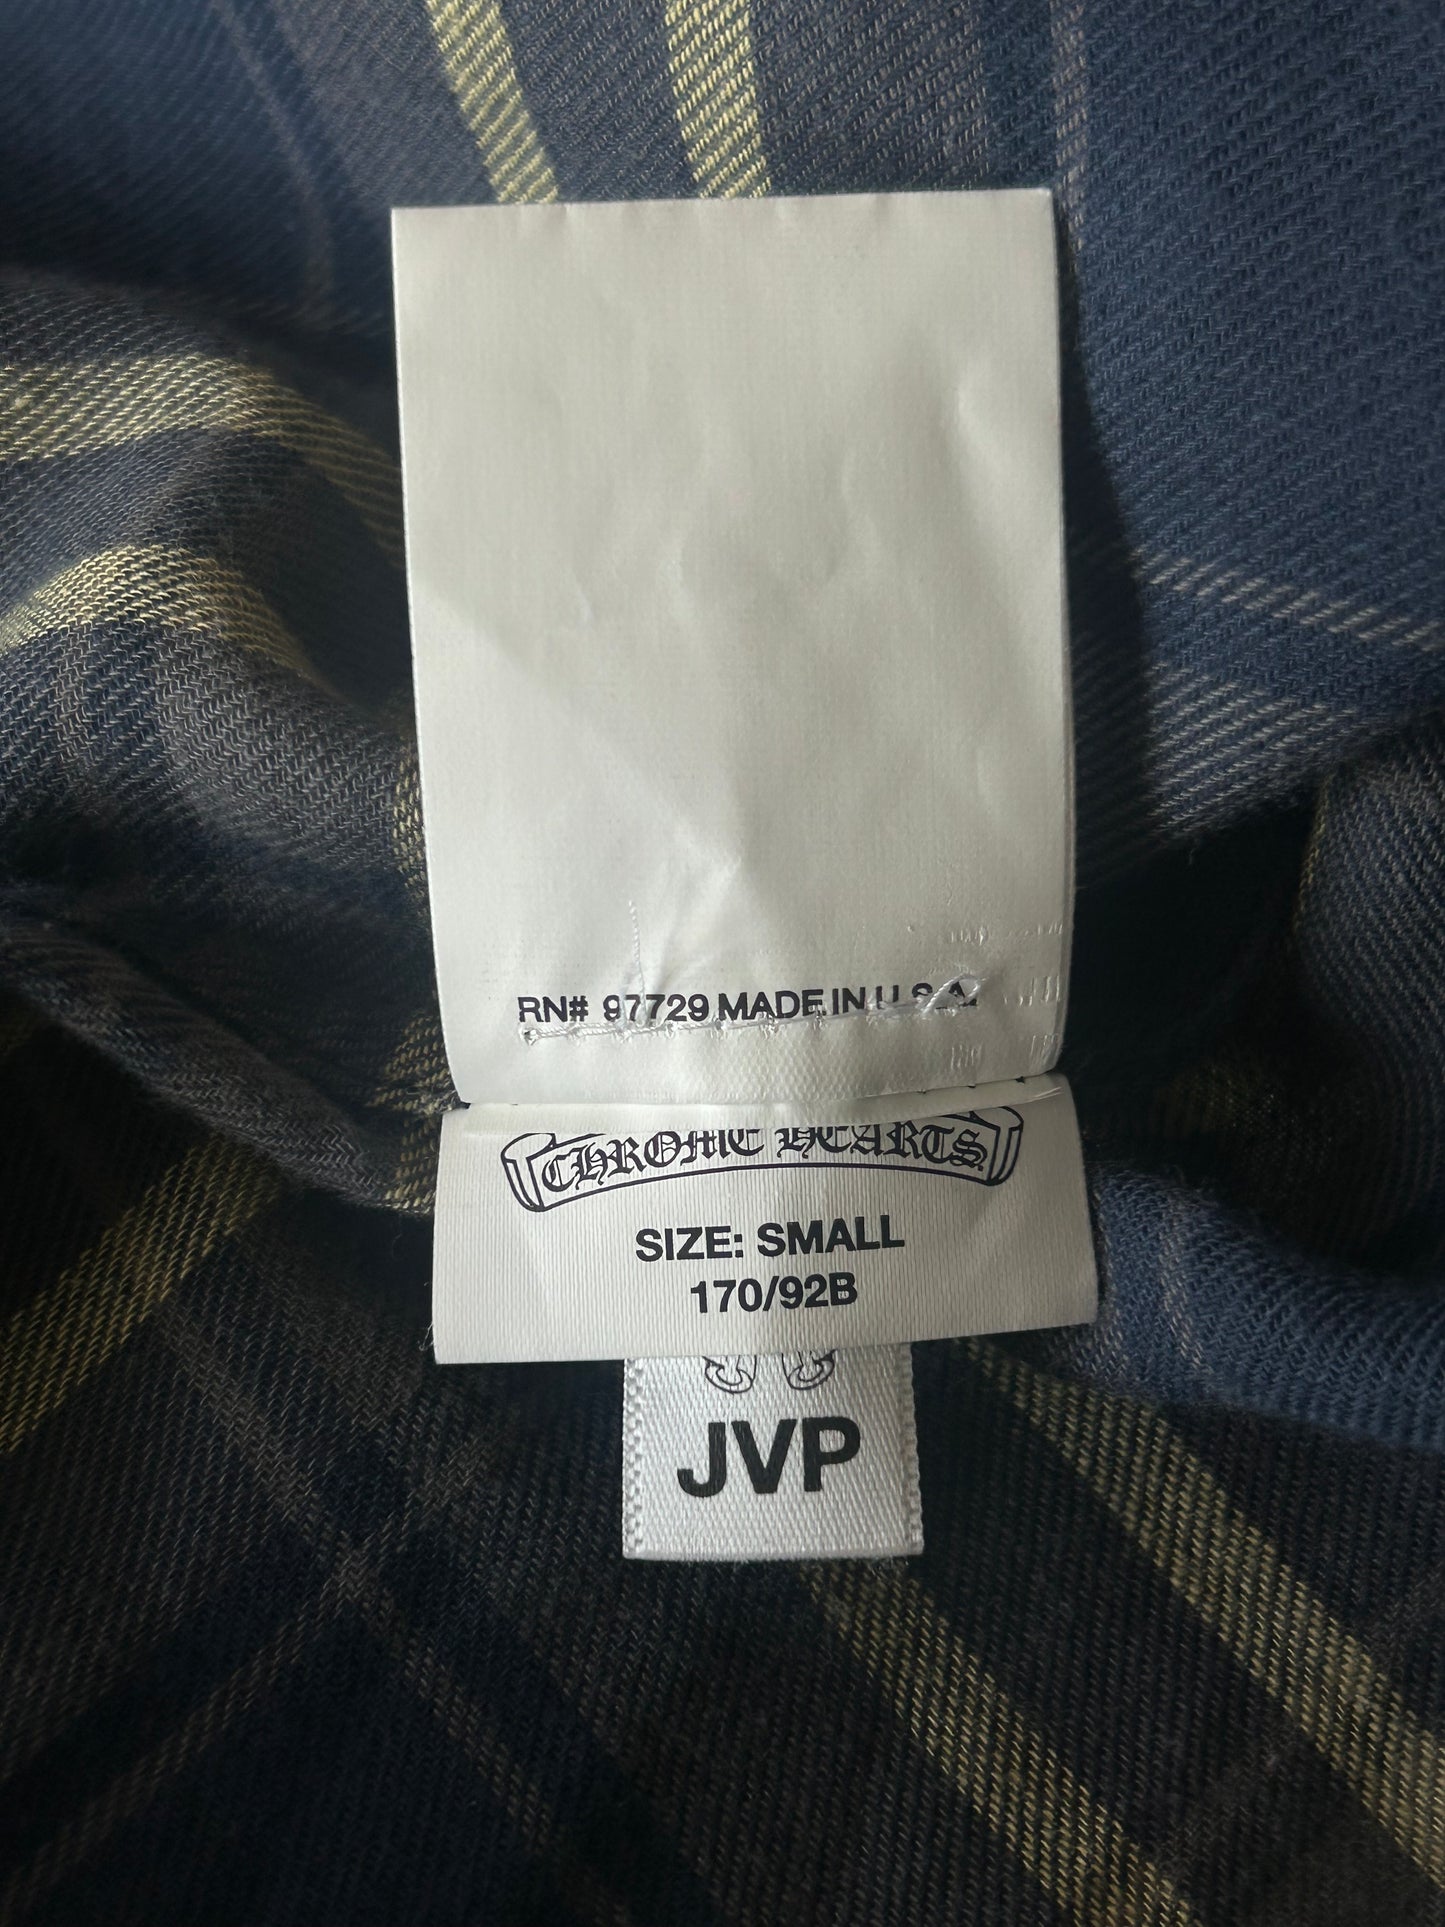 RN# 97729 MADE IN U.S.A.
CHROME HEARTS
SIZE: SMALL
170/92B
JVP